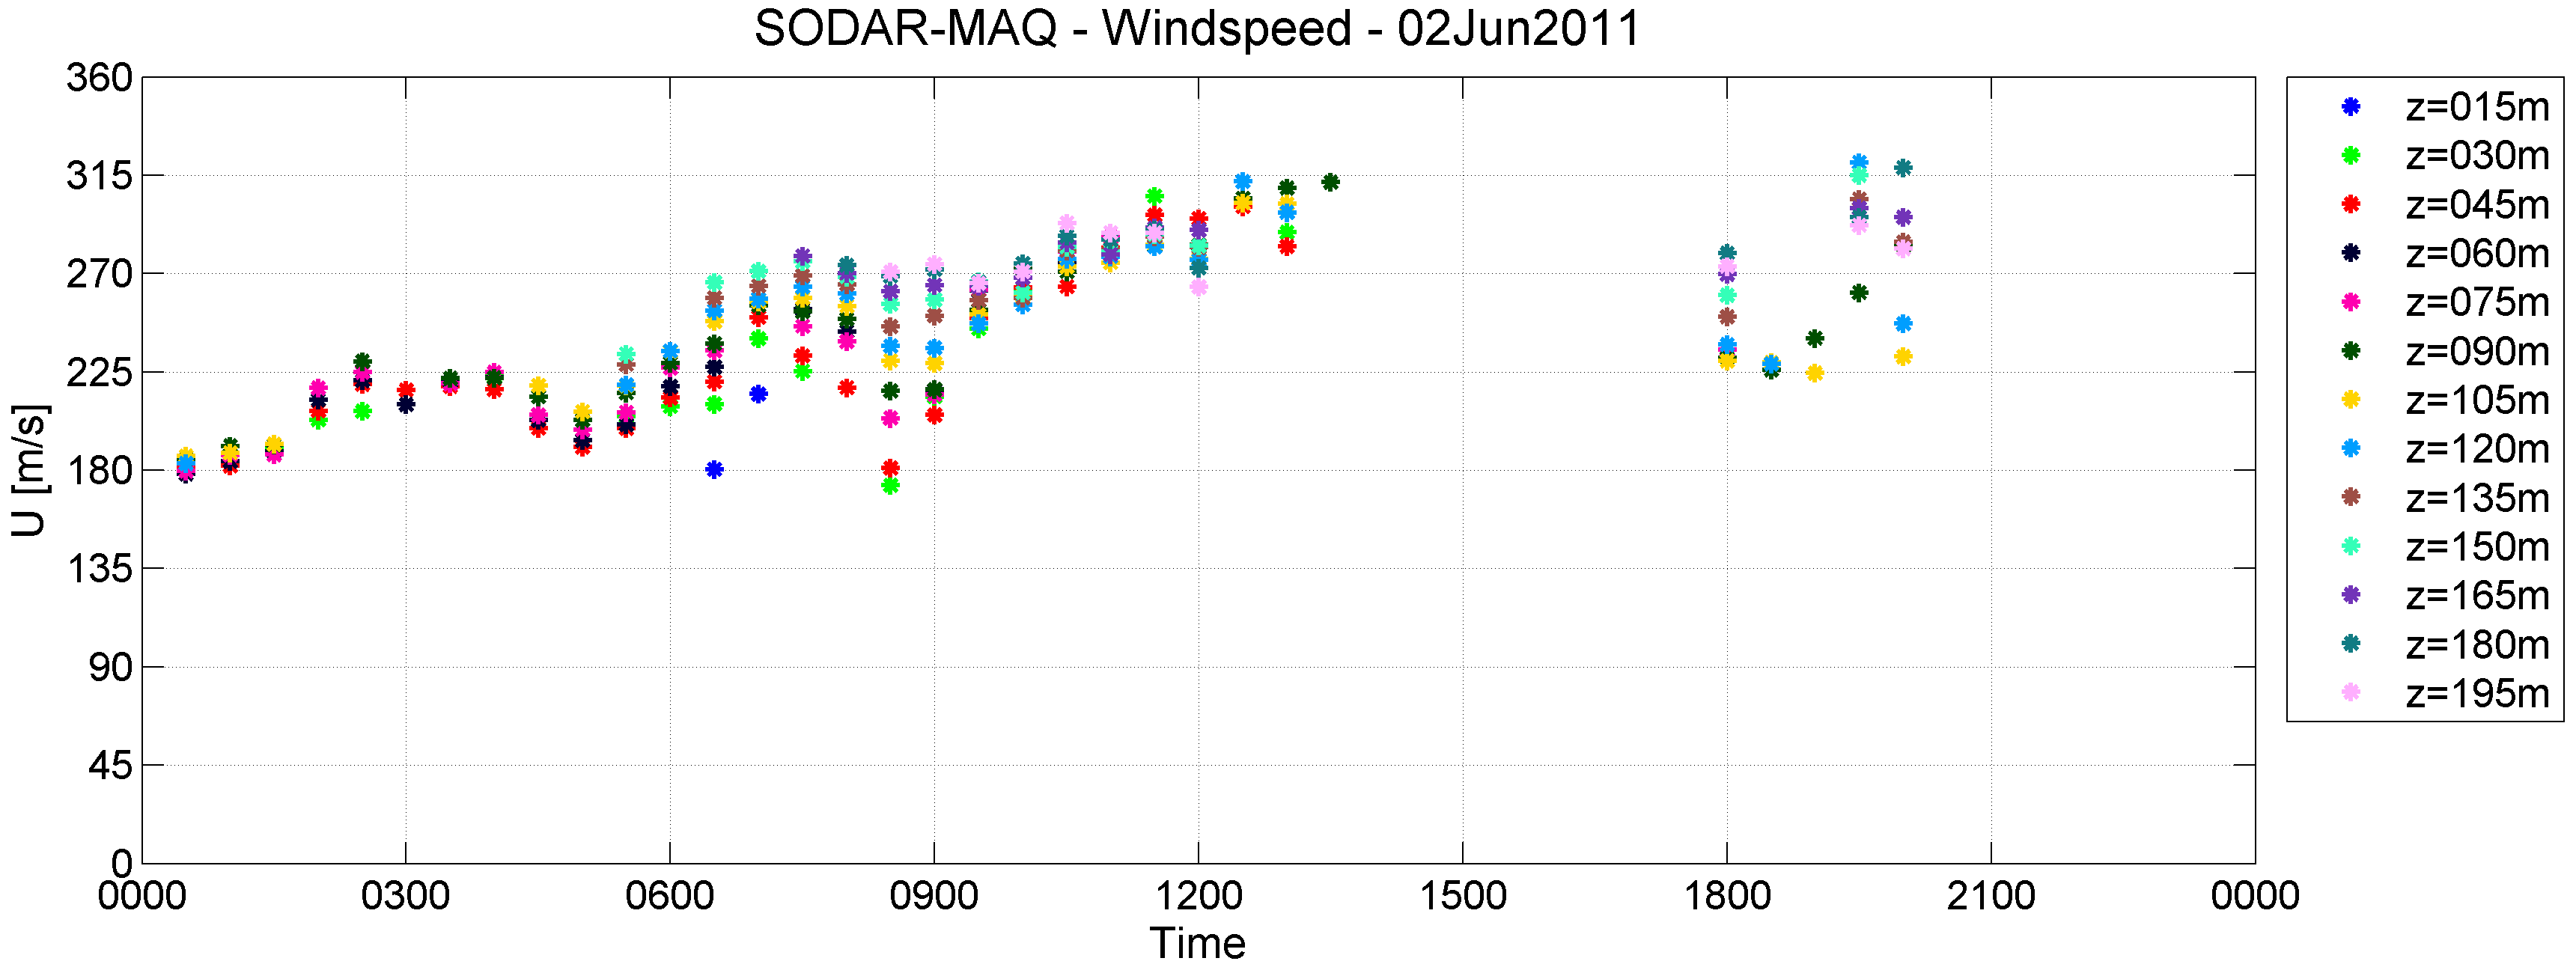 SODAR-MAQ - Windspeed - 02Jun2011
360
315
270
225
180
135
90
45
0
U [m/s]
0000 0300 0600 0900 1200 1500 1800 2100 0000
Time
z=015m
z=030m
z=045m
z=060m
z=075m
z=090m
z=105m
z=120m
z=135m
z=150m
z=165m
z=180m
z=195m